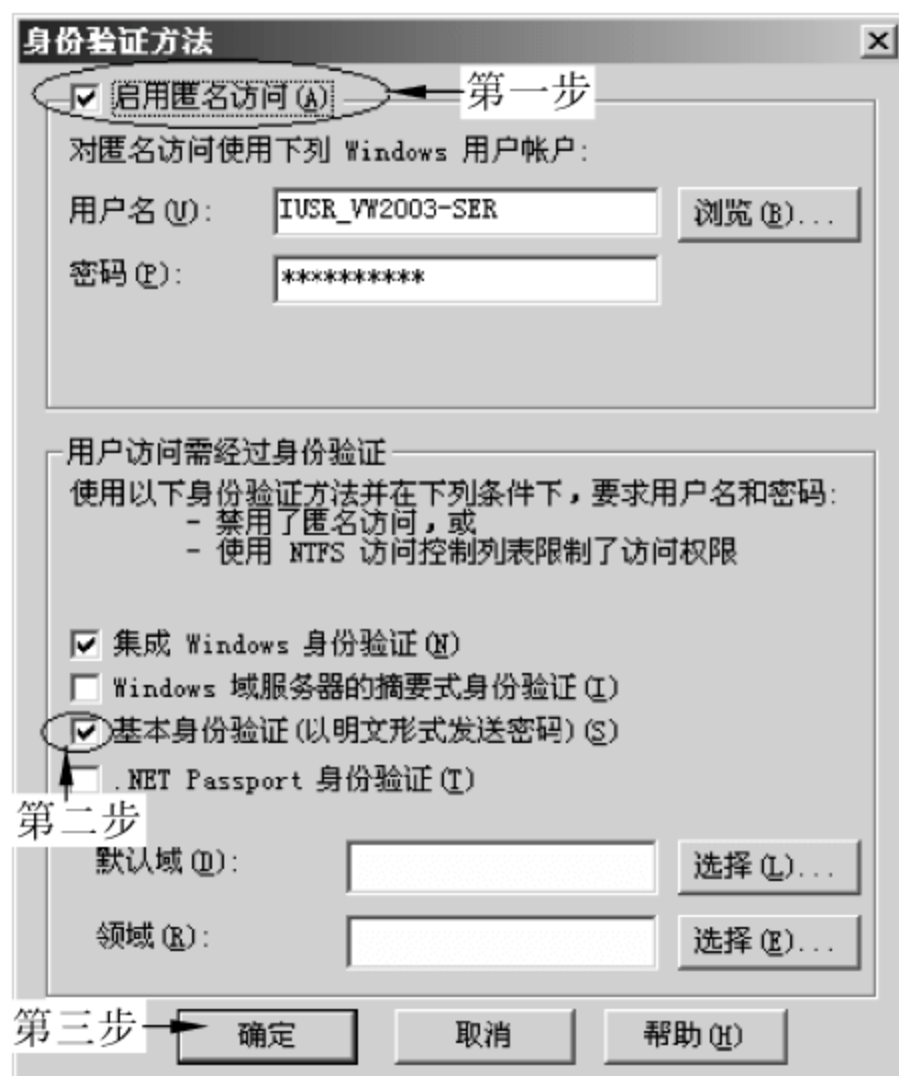 身份验证方法
启用匿名访问(A) 第一步
对匿名访问使用下列 Windows 用户帐户:
用户名(U): IUSR_VW2003-SER 浏览(B)...
密码(P): **********
用户访问需经过身份验证
使用以下身份验证方法并在下列条件下，要求用户名和密码:
- 禁用了匿名访问，或
- 使用 NTFS 访问控制列表限制了访问权限
集成 Windows 身份验证(N)
Windows 域服务器的摘要式身份验证(I)
基本身份验证(以明文形式发送密码)(S)
.NET Passport 身份验证(T)
第二步
默认域(D): 选择(L)...
领域(R): 选择(E)...
第三步 确定 取消 帮助(H)